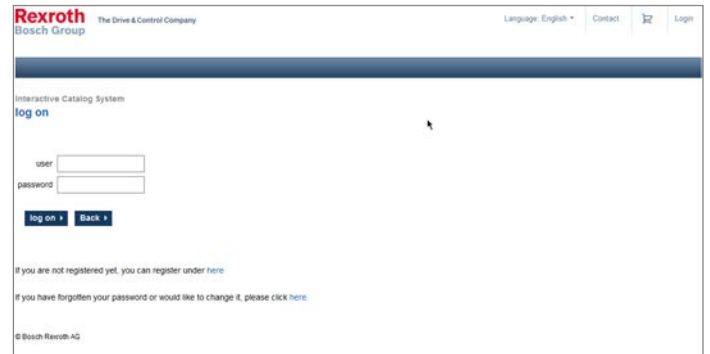 Rexroth
Bosch Group
The Drive & Control Company
Language: English
Contact
Login
Interactive Catalog System
log on
user
password
log on
Back
If you are not registered yet, you can register under here
If you have forgotten your password or would like to change it, please click here.
© Bosch Rexroth AG